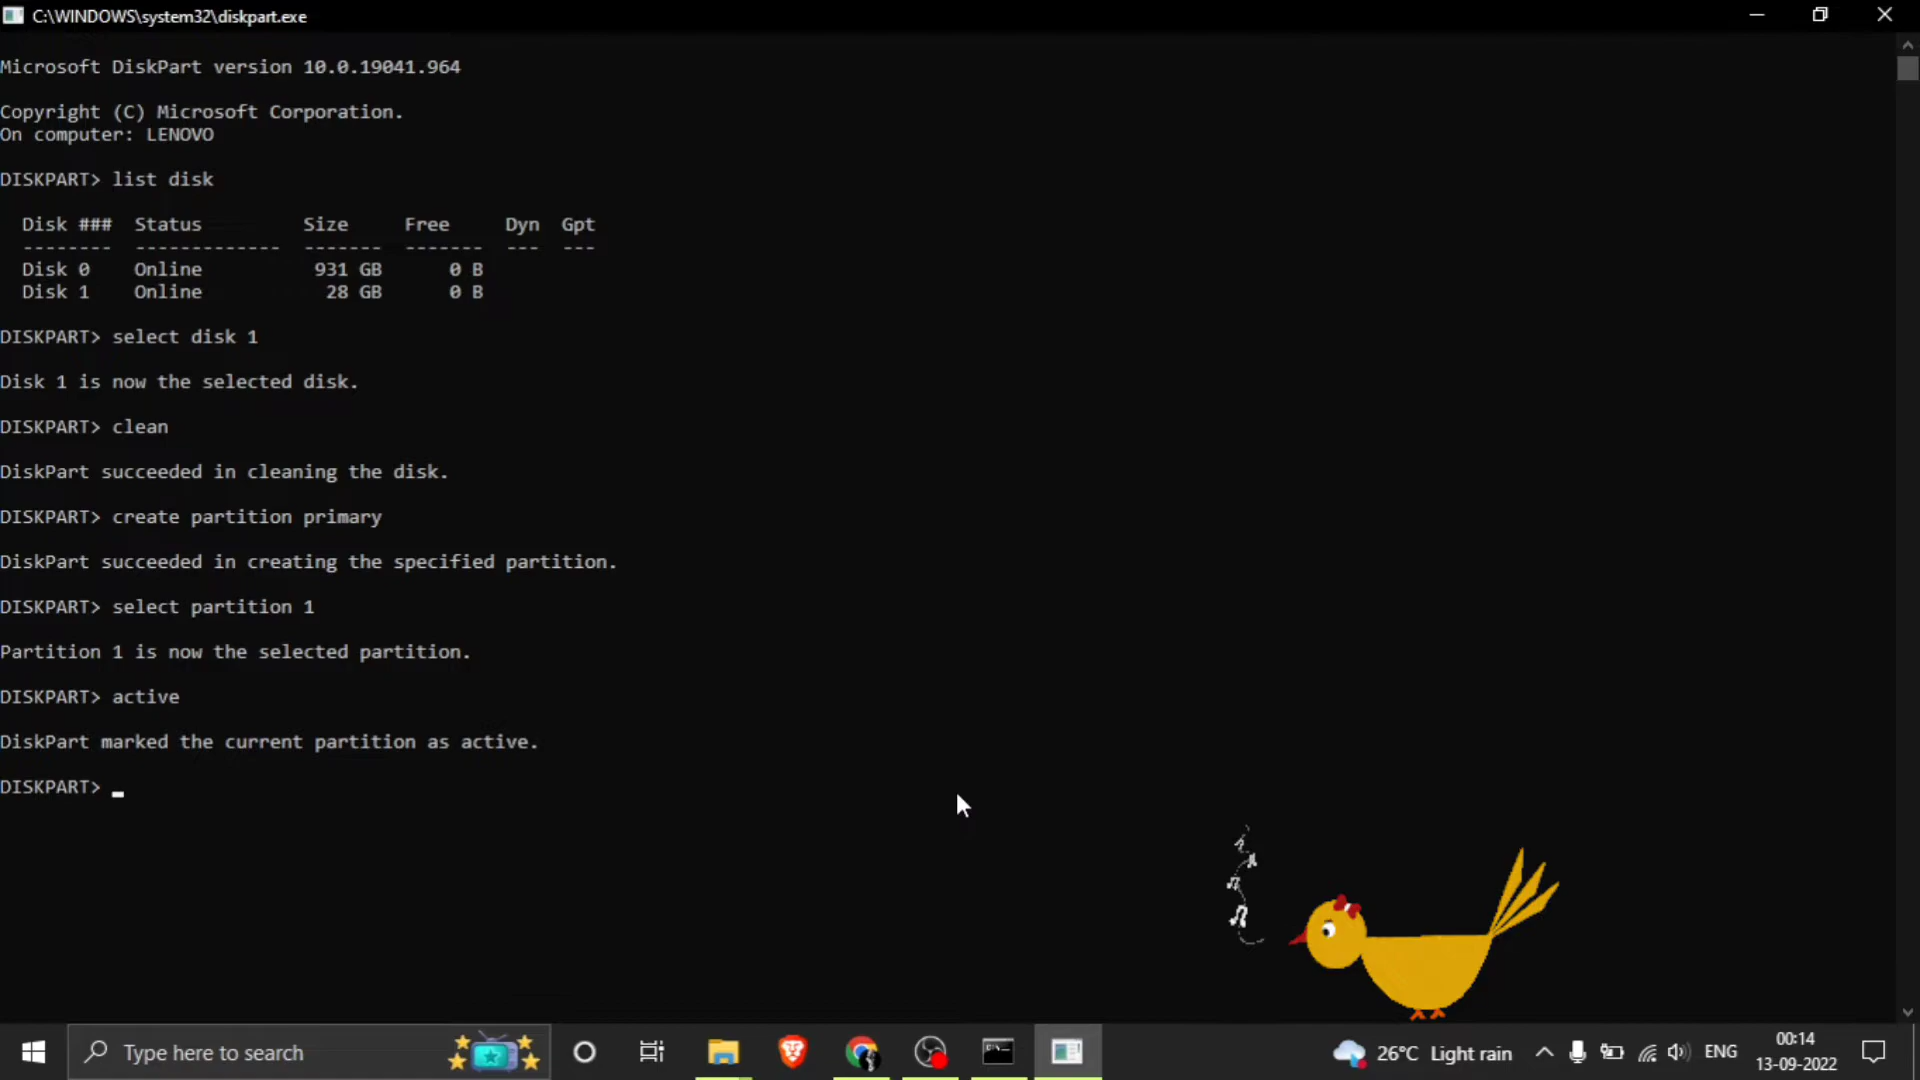 C:\WINDOWS\system32\diskpart.exe
Microsoft DiskPart version 10.0.19041.964
Copyright (C) Microsoft Corporation.
On computer: LENOVO
DISKPART> list disk
Disk ###  Status         Size     Free     Dyn  Gpt
--------  -------------  -------  -------  ---  ---
Disk 0    Online          931 GB      0 B
Disk 1    Online           28 GB      0 B
DISKPART> select disk 1
Disk 1 is now the selected disk.
DISKPART> clean
DiskPart succeeded in cleaning the disk.
DISKPART> create partition primary
DiskPart succeeded in creating the specified partition.
DISKPART> select partition 1
Partition 1 is now the selected partition.
DISKPART> active
DiskPart marked the current partition as active.
DISKPART> _
Type here to search
26°C Light rain
ENG
00:14
13-09-2022